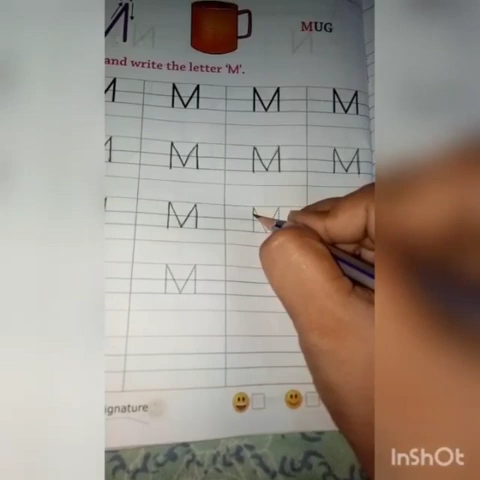 MUG
and write the letter 'M'.
M M M M
M M M M
M M M
M
ignature
InShOt